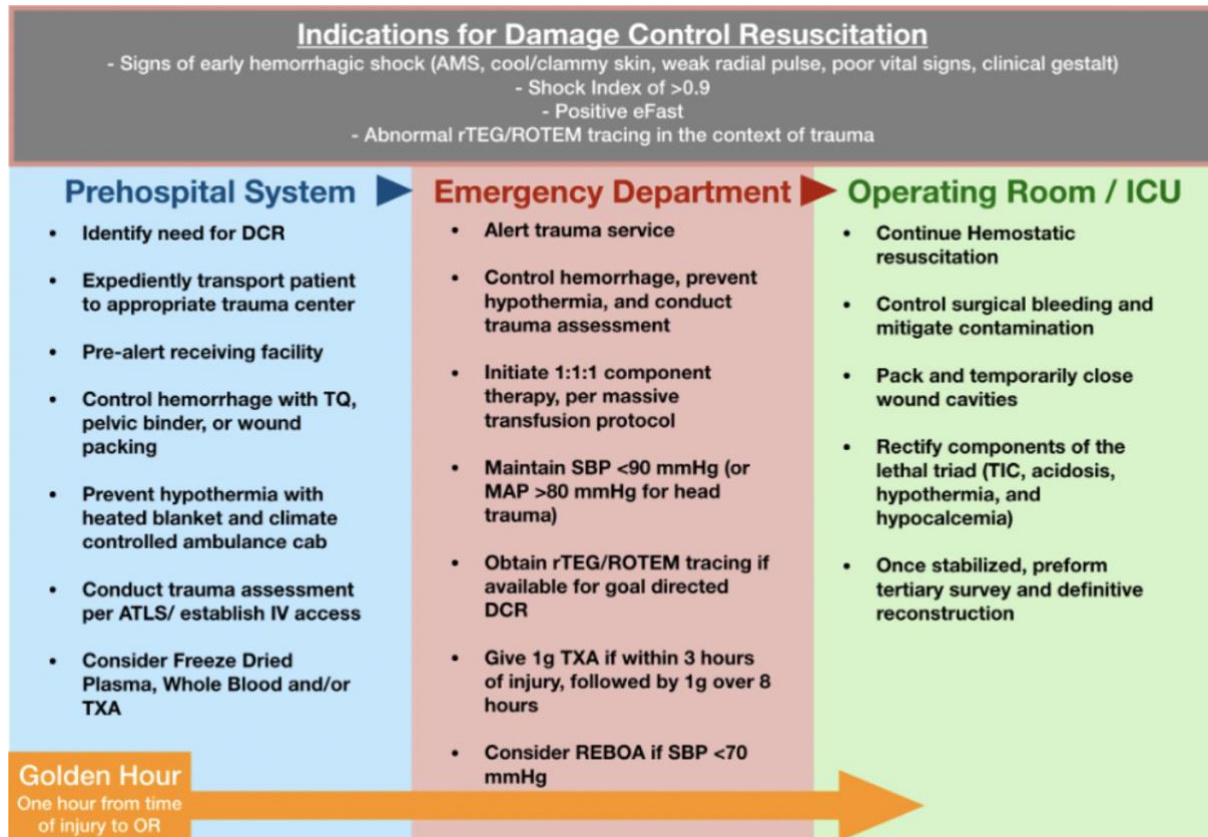 Indications for Damage Control Resuscitation
- Signs of early hemorrhagic shock (AMS, cool/clammy skin, weak radial pulse, poor vital signs, clinical gestalt)
- Shock Index of >0.9
- Positive eFast
- Abnormal rTEG/ROTEM tracing in the context of trauma
Prehospital System
• Identify need for DCR
• Expediently transport patient
to appropriate trauma center
• Pre-alert receiving facility
• Control hemorrhage with TQ,
pelvic binder, or wound
packing
• Prevent hypothermia with
heated blanket and climate
controlled ambulance cab
• Conduct trauma assessment
per ATLS/ establish IV access
• Consider Freeze Dried
Plasma, Whole Blood and/or
TXA
Emergency Department
• Alert trauma service
• Control hemorrhage, prevent
hypothermia, and conduct
trauma assessment
• Initiate 1:1:1 component
therapy, per massive
transfusion protocol
• Maintain SBP <90 mmHg (or
MAP >80 mmHg for head
trauma)
• Obtain rTEG/ROTEM tracing if
available for goal directed
DCR
• Give 1g TXA if within 3 hours
of injury, followed by 1g over 8
hours
• Consider REBOA if SBP <70
mmHg
Operating Room / ICU
• Continue Hemostatic
resuscitation
• Control surgical bleeding and
mitigate contamination
• Pack and temporarily close
wound cavities
• Rectify components of the
lethal triad (TIC, acidosis,
hypothermia, and
hypocalcemia)
• Once stabilized, preform
tertiary survey and definitive
reconstruction
Golden Hour
One hour from time
of injury to OR